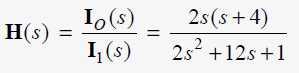 H(s) = I_O(s) / I_1(s) = 2s(s+4) / 2s^2 +12s+1